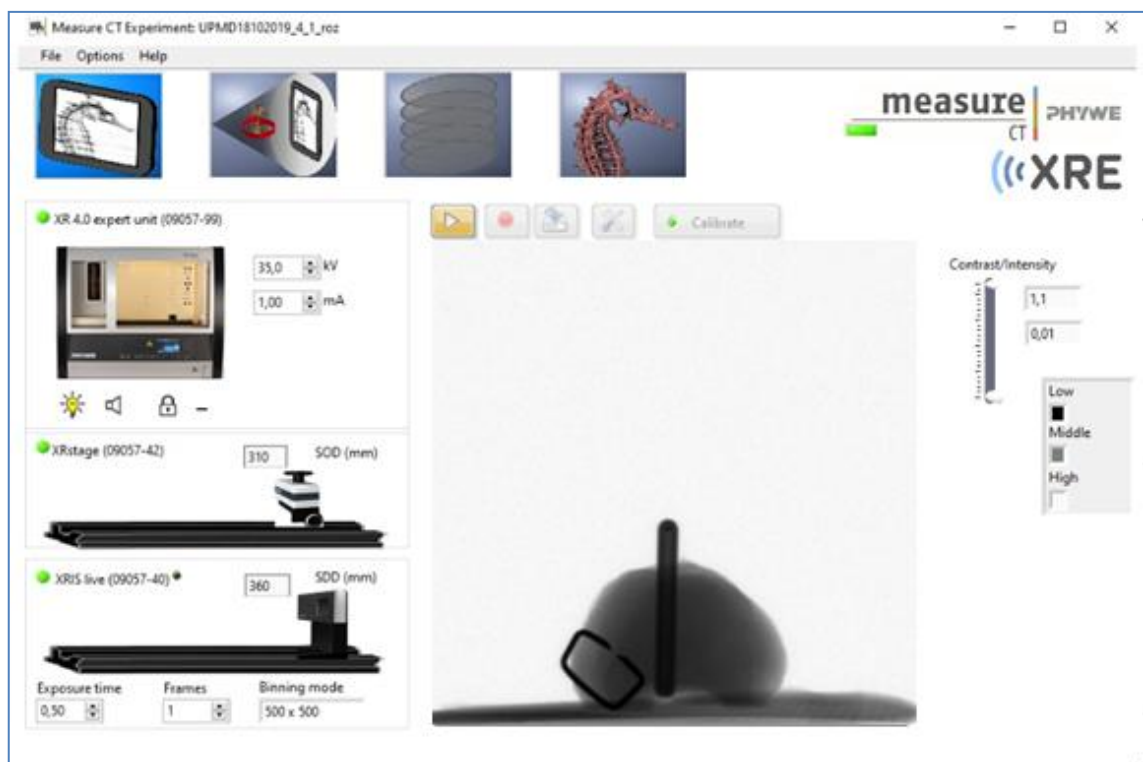 Measure CT Experiment: UPMD18102019_4_1_roz
File Options Help
measure
CT
PHYWE
XRE
XR 4.0 expert unit (09057-99)
35,0 kV
1,00 mA
Calibrate
Contrast/Intensity
1,1
0,01
Low
Middle
High
XRstage (09057-42)
310 SOD (mm)
XRIS live (09057-40)
360 SDD (mm)
Exposure time Frames Binning mode
0,50 1 500 x 500